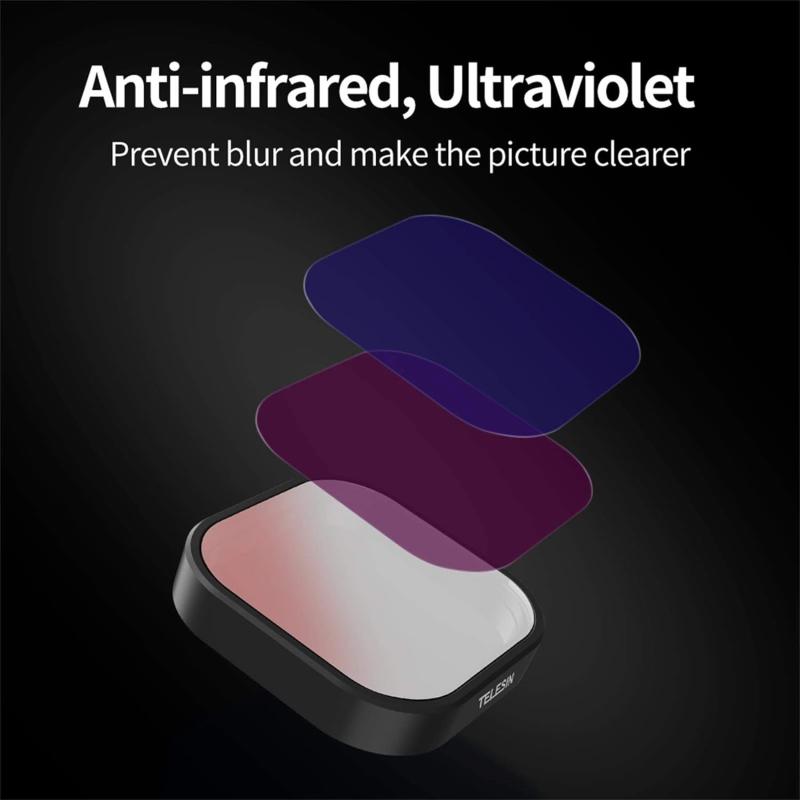 Anti-infrared, Ultraviolet
Prevent blur and make the picture clearer
TELESIN